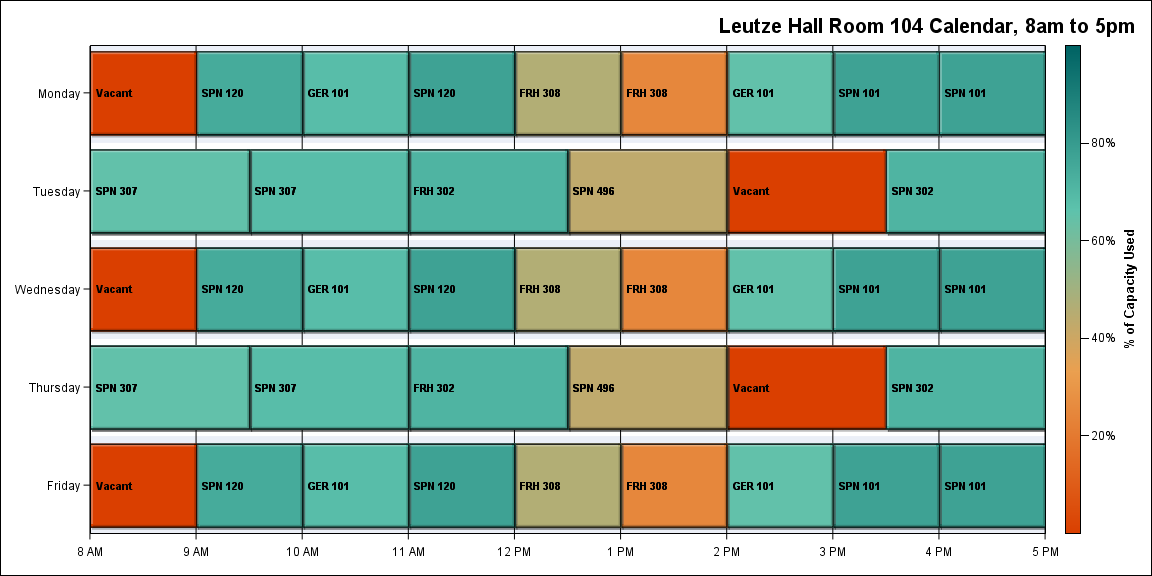 Leutze Hall Room 104 Calendar, 8am to 5pm
Monday
Vacant
SPN 120
GER 101
SPN 120
FRH 308
FRH 308
GER 101
SPN 101
SPN 101
Tuesday
SPN 307
SPN 307
FRH 302
SPN 496
Vacant
SPN 302
Wednesday
Vacant
SPN 120
GER 101
SPN 120
FRH 308
FRH 308
GER 101
SPN 101
SPN 101
Thursday
SPN 307
SPN 307
FRH 302
SPN 496
Vacant
SPN 302
Friday
Vacant
SPN 120
GER 101
SPN 120
FRH 308
FRH 308
GER 101
SPN 101
SPN 101
8 AM
9 AM
10 AM
11 AM
12 PM
1 PM
2 PM
3 PM
4 PM
5 PM
80%
60%
40%
20%
% of Capacity Used